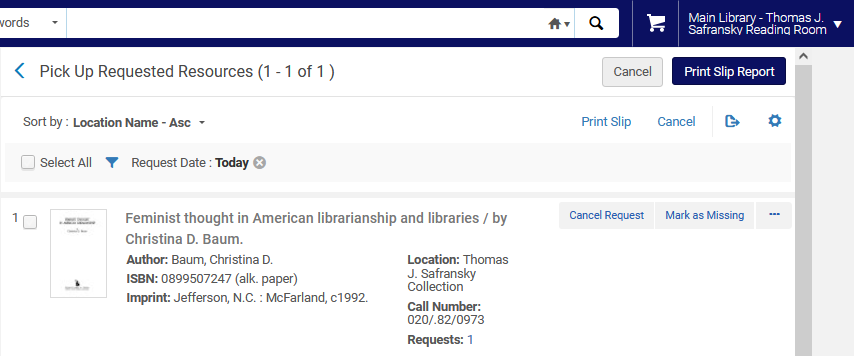 words
Main Library - Thomas J.
Safransky Reading Room
Pick Up Requested Resources (1 - 1 of 1 )
Cancel
Print Slip Report
Sort by : Location Name - Asc
Print Slip
Cancel
Select All
Request Date : Today
1
Feminist thought in American librarianship and libraries / by
Christina D. Baum.
Cancel Request
Mark as Missing
Author: Baum, Christina D.
ISBN: 0899507247 (alk. paper)
Imprint: Jefferson, N.C. : McFarland, c1992.
Location: Thomas
J. Safransky
Collection
Call Number:
020/.82/0973
Requests: 1